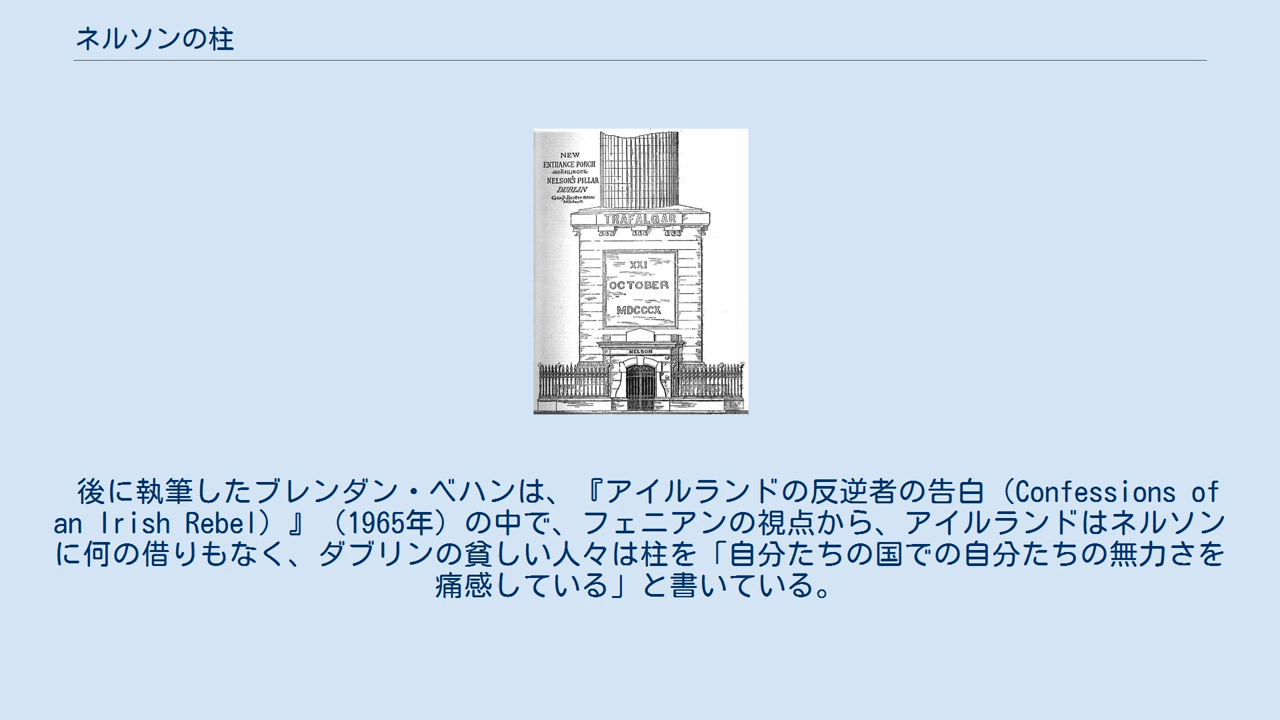 ネルソンの柱
NEW
ENTRANCE PORCH
AND RAILINGS TO
NELSON'S PILLAR
DUBLIN
TRAFALGAR
XXI
OCTOBER
MDCCCX
NELSON
後に執筆したブレンダン・ベハンは、『アイルランドの反逆者の告白（Confessions of
an Irish Rebel）』（1965年）の中で、フェニアンの視点から、アイルランドはネルソン
に何の借りもなく、ダブリンの貧しい人々は柱を「自分たちの国での自分たちの無力さを
痛感している」と書いている。